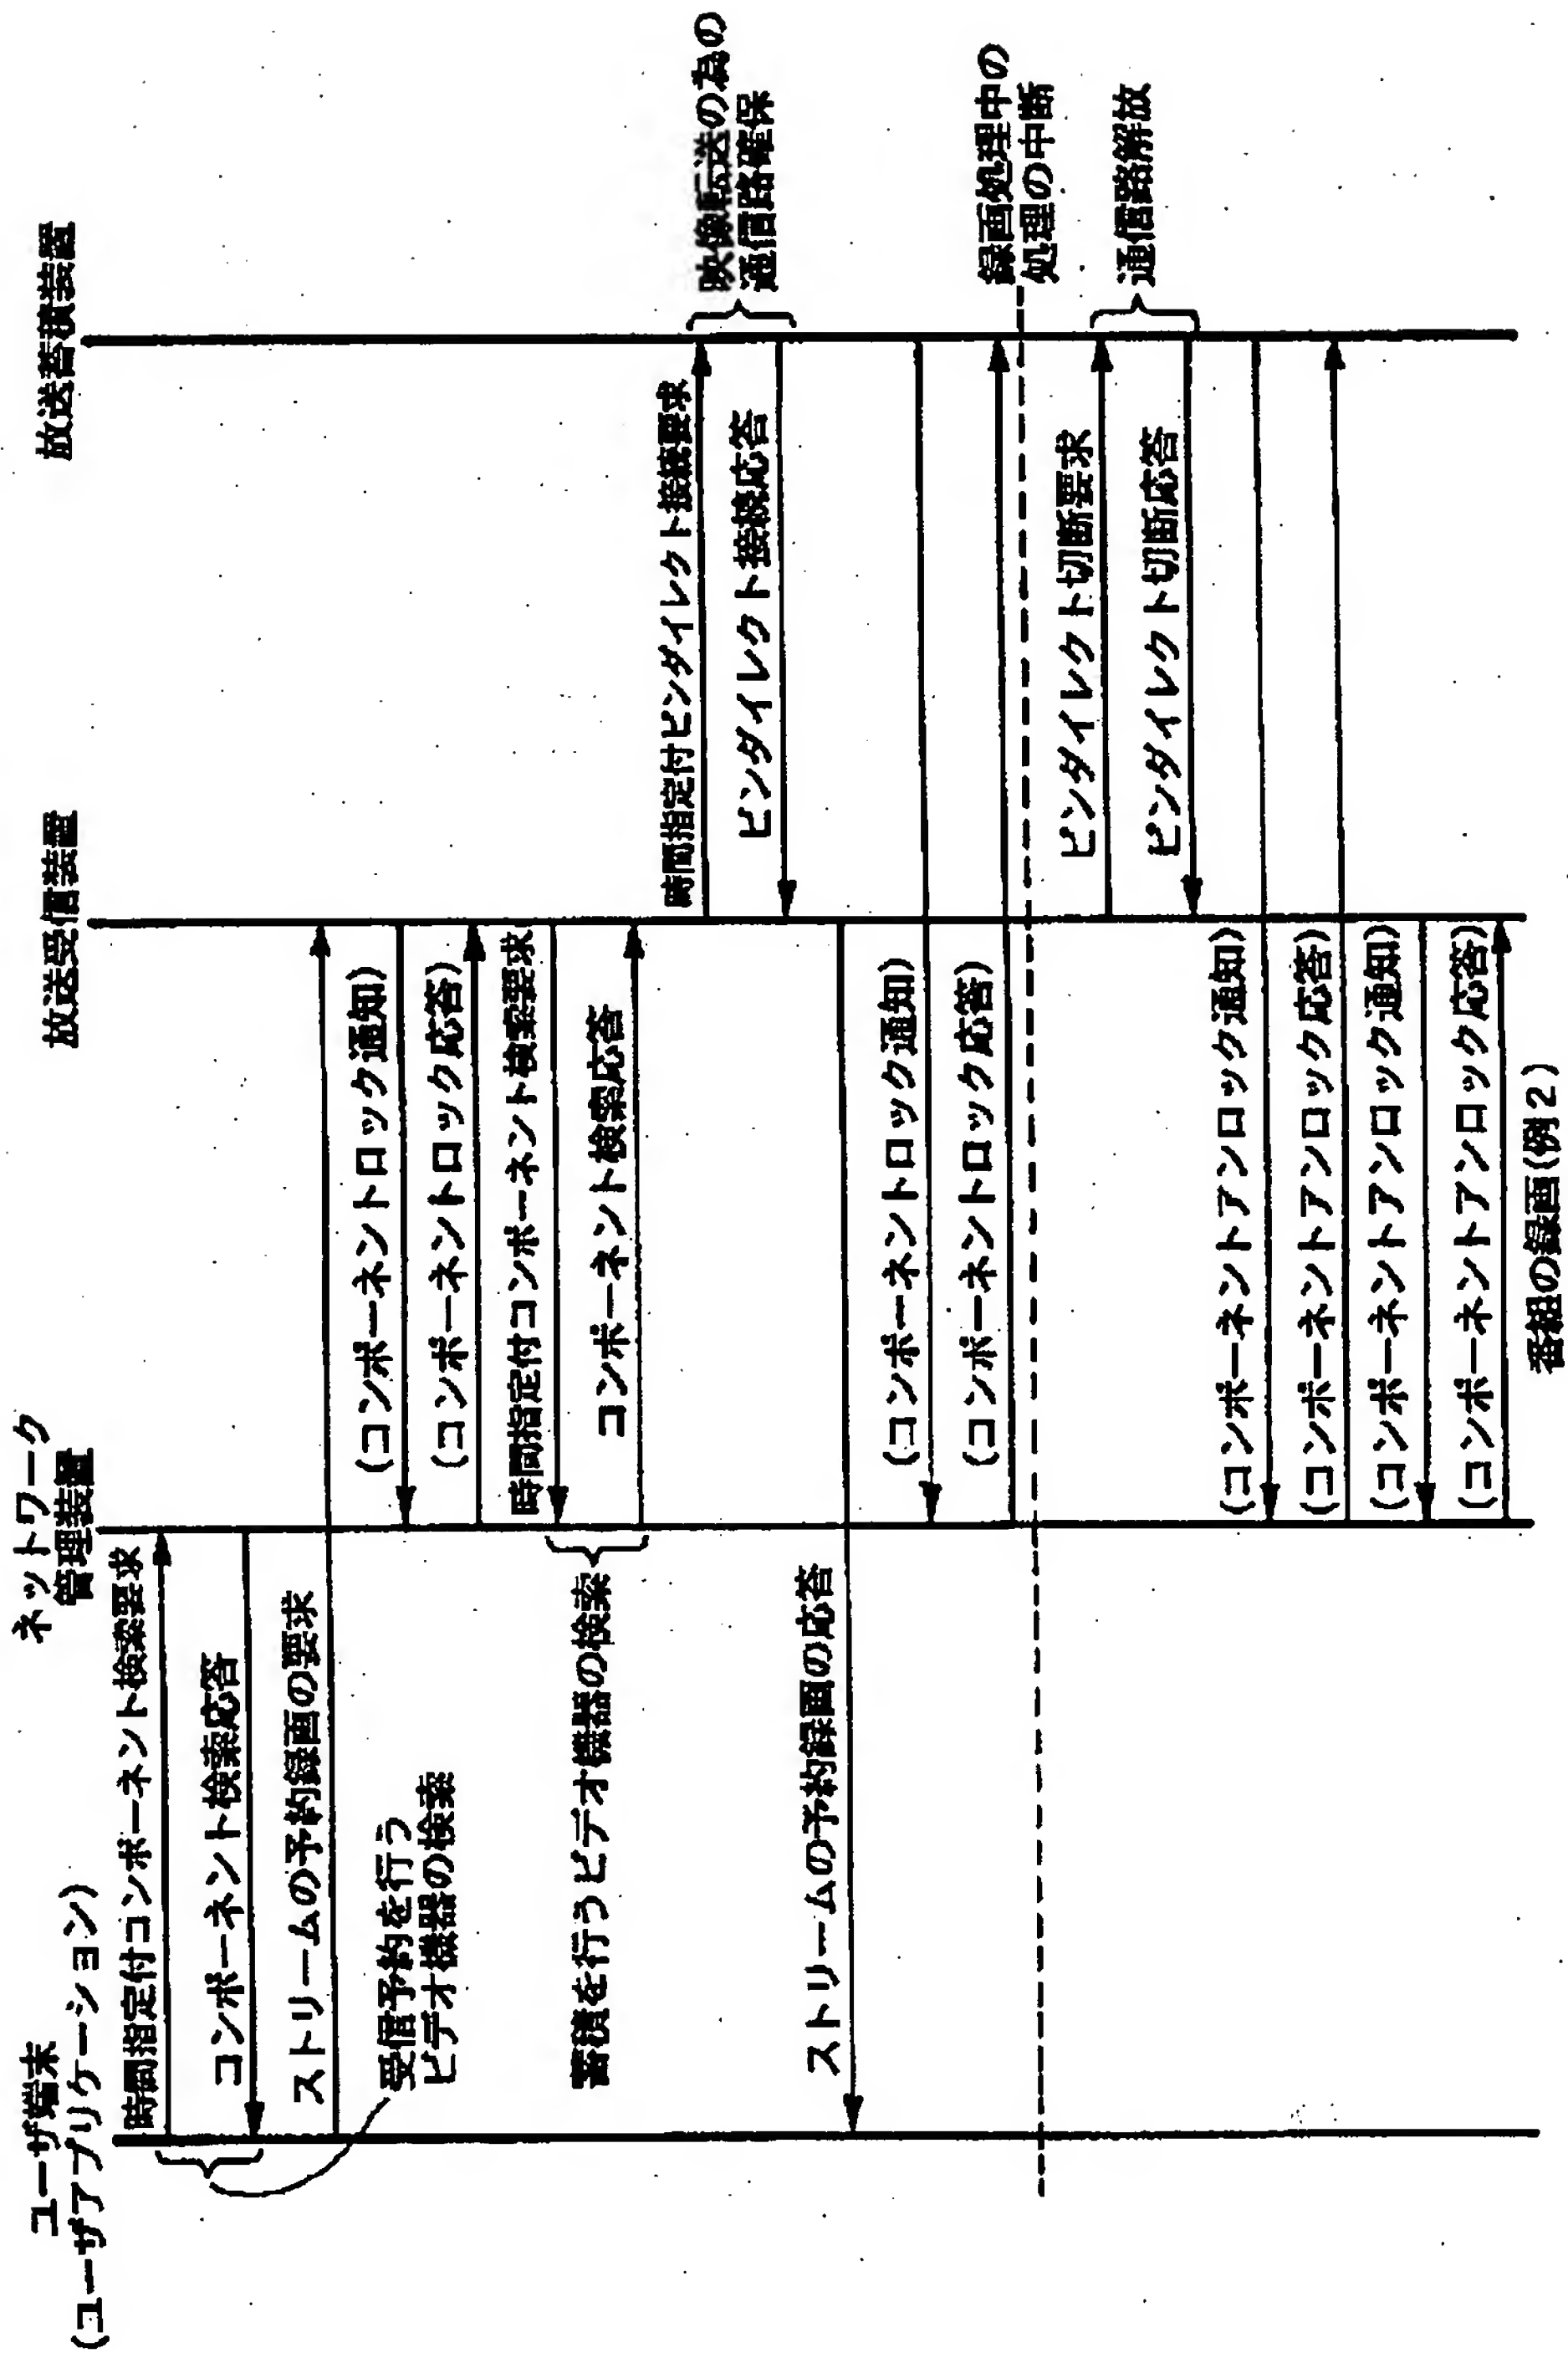 ユーザ端末
(ユーザアプリケーション)
ネットワーク
管理装置
放送受信装置
放送蓄積装置
時間指定付コンポーネント検索要求
コンポーネント検索応答
ストリームの予約録画の要求
受信予約を行う
ビデオ機器の検索
(コンポーネントロック通知)
(コンポーネントロック応答)
時間指定付コンポーネント検索要求
コンポーネント検索応答
蓄積を行うビデオ機器の検索
時間指定付ピンダイレクト接続要求
ピンダイレクト接続応答
映像転送の為の
通信路確保
ストリームの予約録画の応答
(コンポーネントロック通知)
(コンポーネントロック応答)
録画処理中の
処理の中断
ピンダイレクト切断要求
ピンダイレクト切断応答
通信路解放
(コンポーネントアンロック通知)
(コンポーネントアンロック応答)
(コンポーネントアンロック通知)
(コンポーネントアンロック応答)
番組の録画(例2)